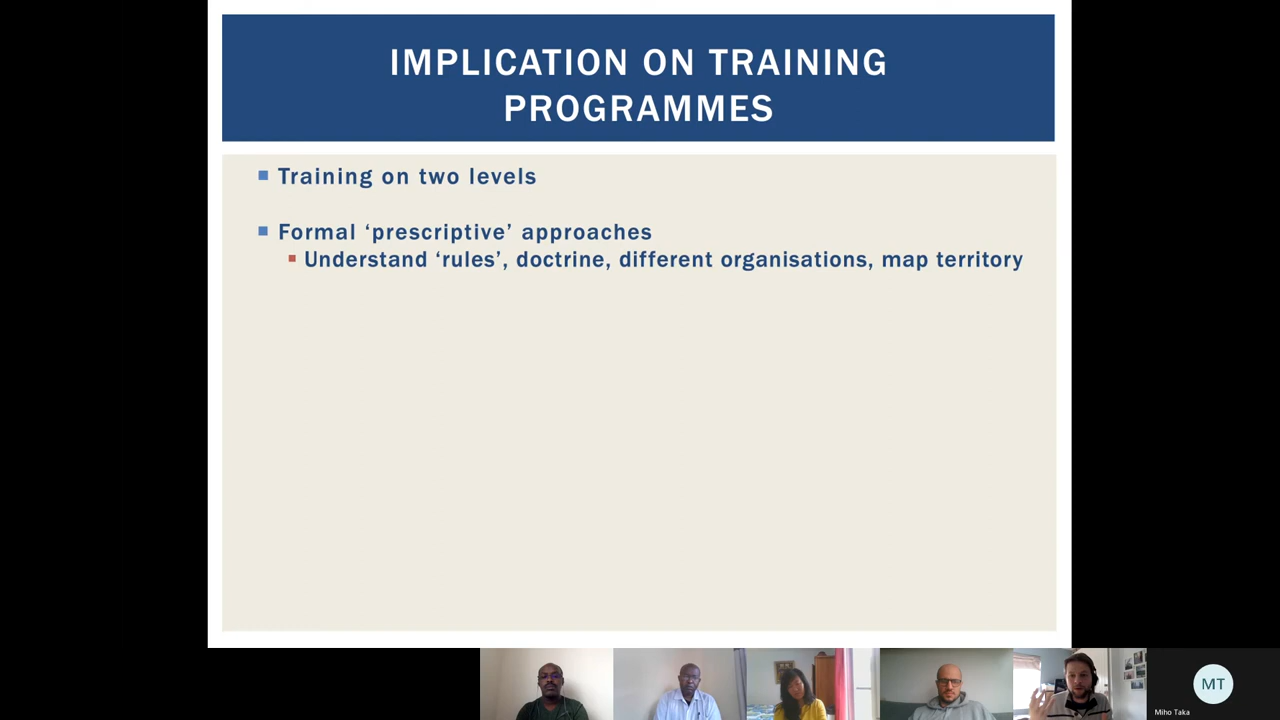 IMPLICATION ON TRAINING
PROGRAMMES
Training on two levels
Formal ‘prescriptive’ approaches
Understand ‘rules’, doctrine, different organisations, map territory
MT
Miho Taka